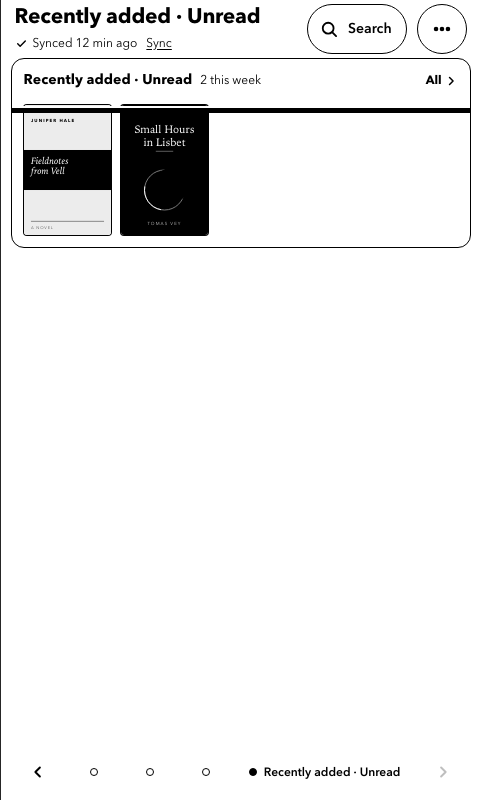 Recently added · Unread
Synced 12 min ago Sync
Search
Recently added · Unread 2 this week
All
JUNIPER HALE
Fieldnotes
from Vell
A NOVEL
Small Hours
in Lisbet
TOMAS VEY
Recently added · Unread